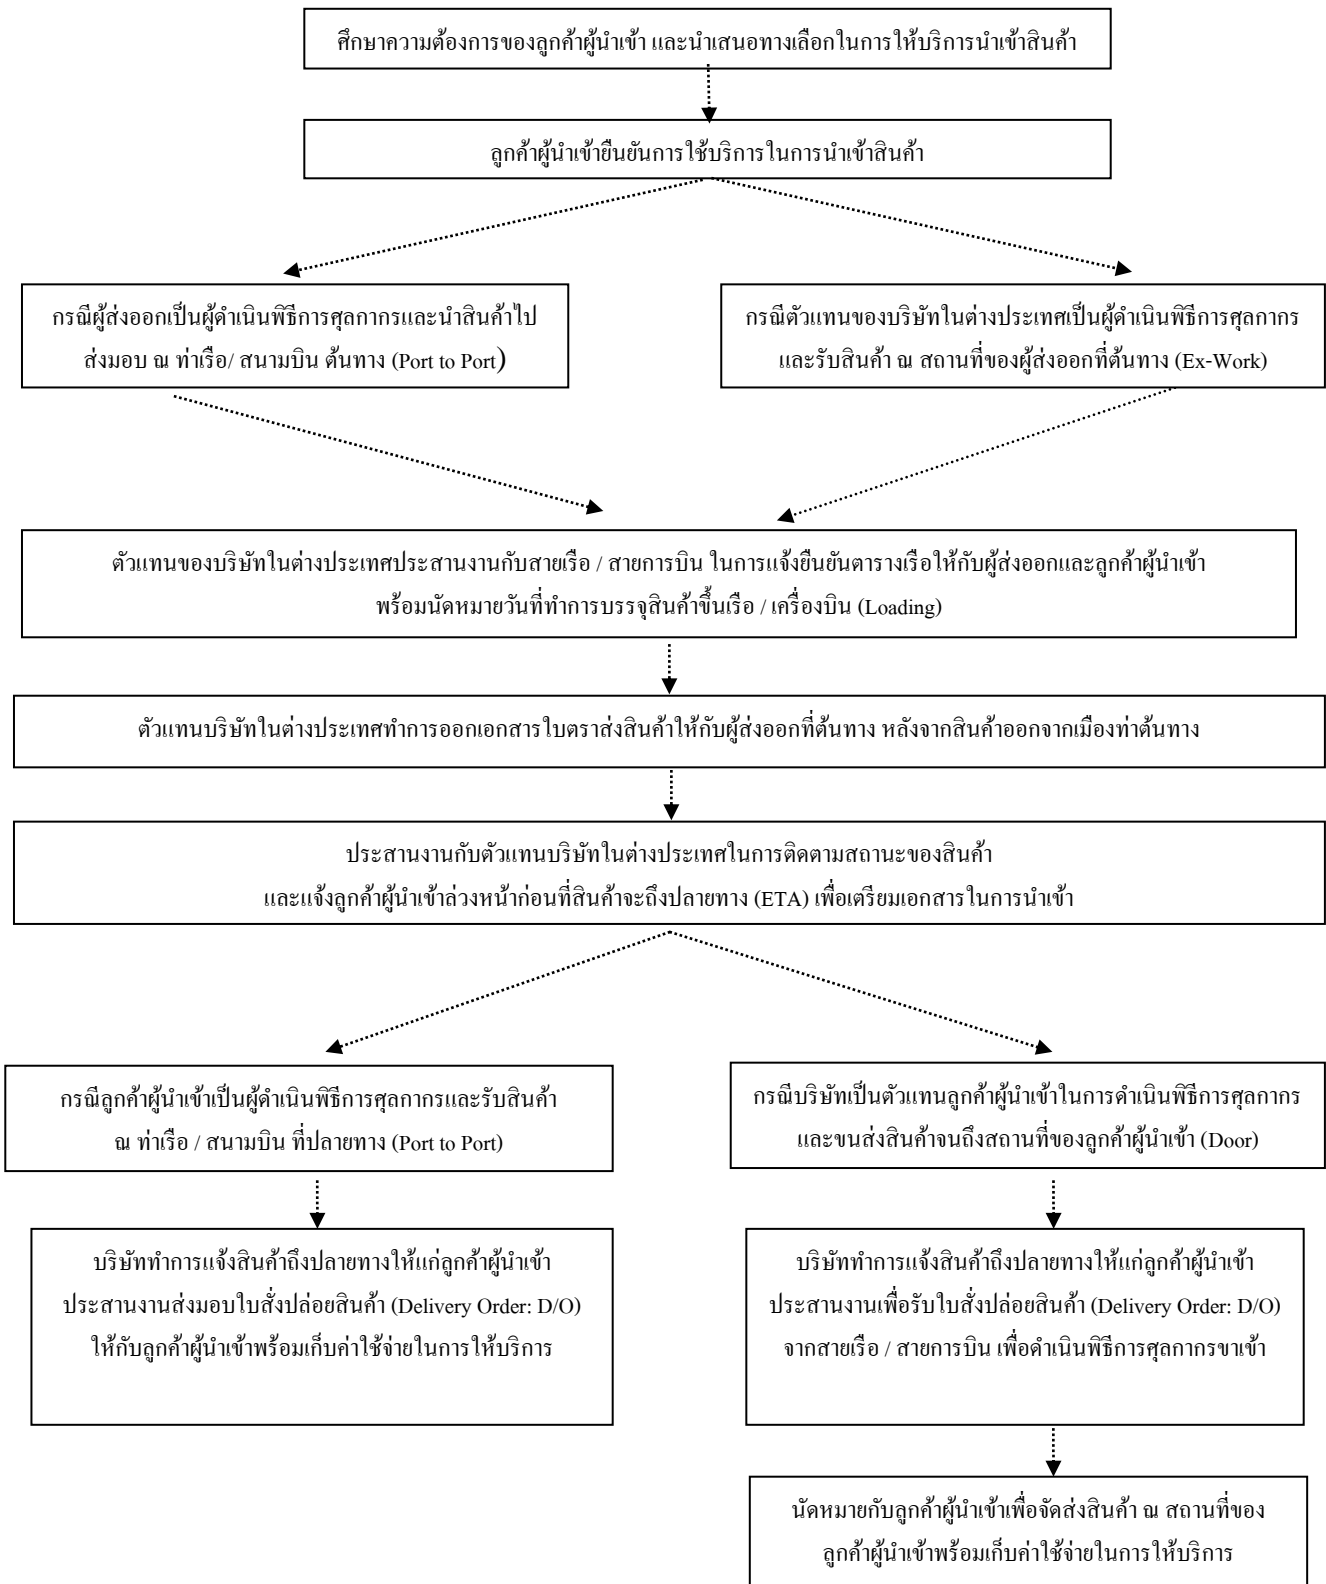 ศึกษาความต้องการของลูกค้าผู้นำเข้า และนำเสนอทางเลือกในการให้บริการนำเข้าสินค้า
ลูกค้าผู้นำเข้ายืนยันการใช้บริการในการนำเข้าสินค้า
กรณีผู้ส่งออกเป็นผู้ดำเนินพิธีการศุลกากรและนำสินค้าไป
ส่งมอบ ณ ท่าเรือ/ สนามบิน ต้นทาง (Port to Port)
กรณีตัวแทนของบริษัทในต่างประเทศเป็นผู้ดำเนินพิธีการศุลกากร
และรับสินค้า ณ สถานที่ของผู้ส่งออกที่ต้นทาง (Ex-Work)
ตัวแทนของบริษัทในต่างประเทศประสานงานกับสายเรือ / สายการบิน ในการแจ้งยืนยันตารางเรือให้กับผู้ส่งออกและลูกค้าผู้นำเข้า
พร้อมนัดหมายวันที่ทำการบรรจุสินค้าขึ้นเรือ / เครื่องบิน (Loading)
ตัวแทนบริษัทในต่างประเทศทำการออกเอกสารใบตราส่งสินค้าให้กับผู้ส่งออกที่ต้นทาง หลังจากสินค้าออกจากเมืองท่าต้นทาง
ประสานงานกับตัวแทนบริษัทในต่างประเทศในการติดตามสถานะของสินค้า
และแจ้งลูกค้าผู้นำเข้าล่วงหน้าก่อนที่สินค้าจะถึงปลายทาง (ETA) เพื่อเตรียมเอกสารในการนำเข้า
กรณีลูกค้าผู้นำเข้าเป็นผู้ดำเนินพิธีการศุลกากรและรับสินค้า
ณ ท่าเรือ / สนามบิน ที่ปลายทาง (Port to Port)
กรณีบริษัทเป็นตัวแทนลูกค้าผู้นำเข้าในการดำเนินพิธีการศุลกากร
และขนส่งสินค้าจนถึงสถานที่ของลูกค้าผู้นำเข้า (Door)
บริษัททำการแจ้งสินค้าถึงปลายทางให้แก่ลูกค้าผู้นำเข้า
ประสานงานส่งมอบใบสั่งปล่อยสินค้า (Delivery Order: D/O)
ให้กับลูกค้าผู้นำเข้าพร้อมเก็บค่าใช้จ่ายในการให้บริการ
บริษัททำการแจ้งสินค้าถึงปลายทางให้แก่ลูกค้าผู้นำเข้า
ประสานงานเพื่อรับใบสั่งปล่อยสินค้า (Delivery Order: D/O)
จากสายเรือ / สายการบิน เพื่อดำเนินพิธีการศุลกากรขาเข้า
นัดหมายกับลูกค้าผู้นำเข้าเพื่อจัดส่งสินค้า ณ สถานที่ของ
ลูกค้าผู้นำเข้าพร้อมเก็บค่าใช้จ่ายในการให้บริการ